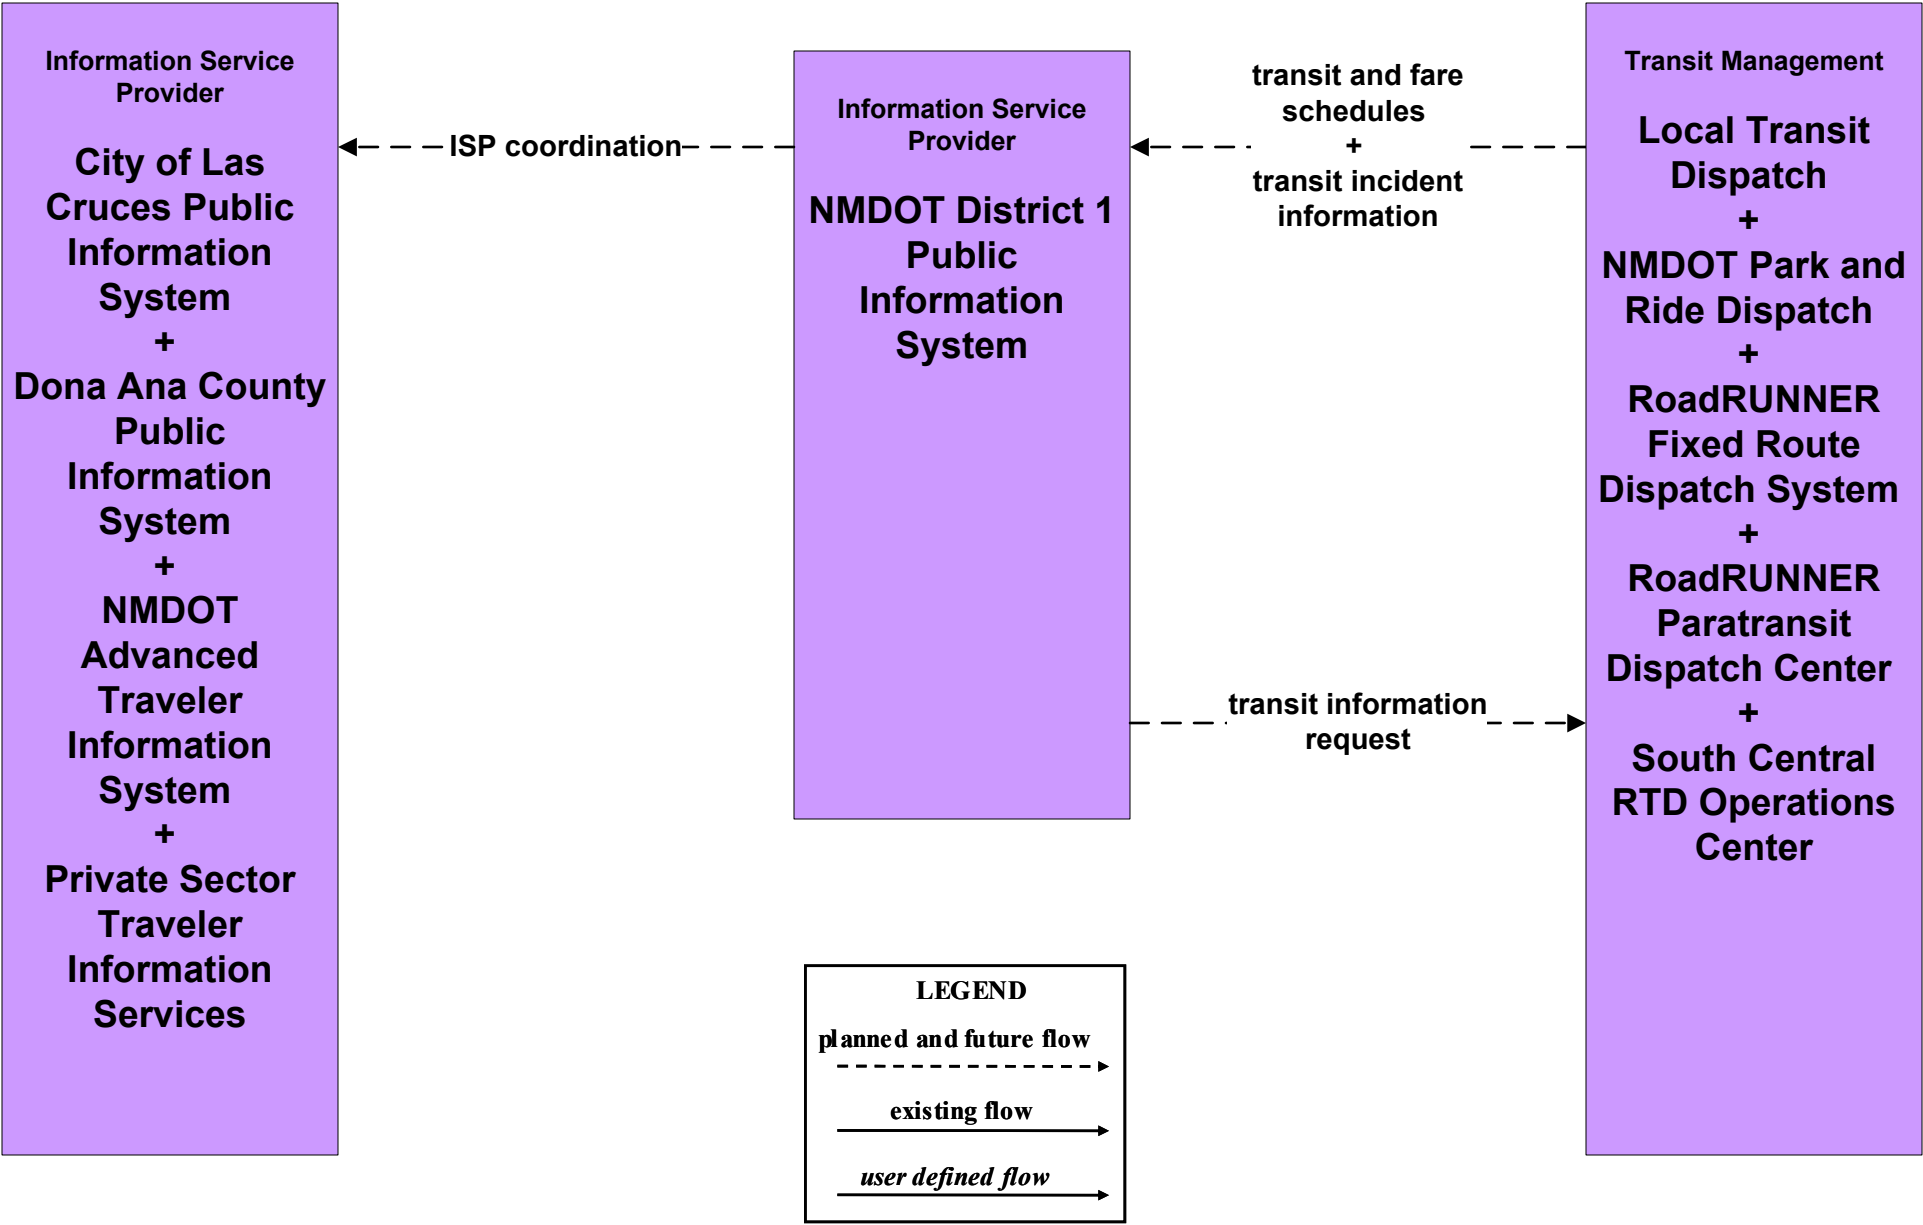 Information Service
Provider
City of Las
Cruces Public
Information
System
+
Dona Ana County
Public
Information
System
+
NMDOT
Advanced
Traveler
Information
System
+
Private Sector
Traveler
Information
Services
ISP coordination
Information Service
Provider
NMDOT District 1
Public
Information
System
transit and fare
schedules
+
transit incident
information
transit information
request
Transit Management
Local Transit
Dispatch
+
NMDOT Park and
Ride Dispatch
+
RoadRUNNER
Fixed Route
Dispatch System
+
RoadRUNNER
Paratransit
Dispatch Center
+
South Central
RTD Operations
Center
LEGEND
planned and future flow
existing flow
user defined flow